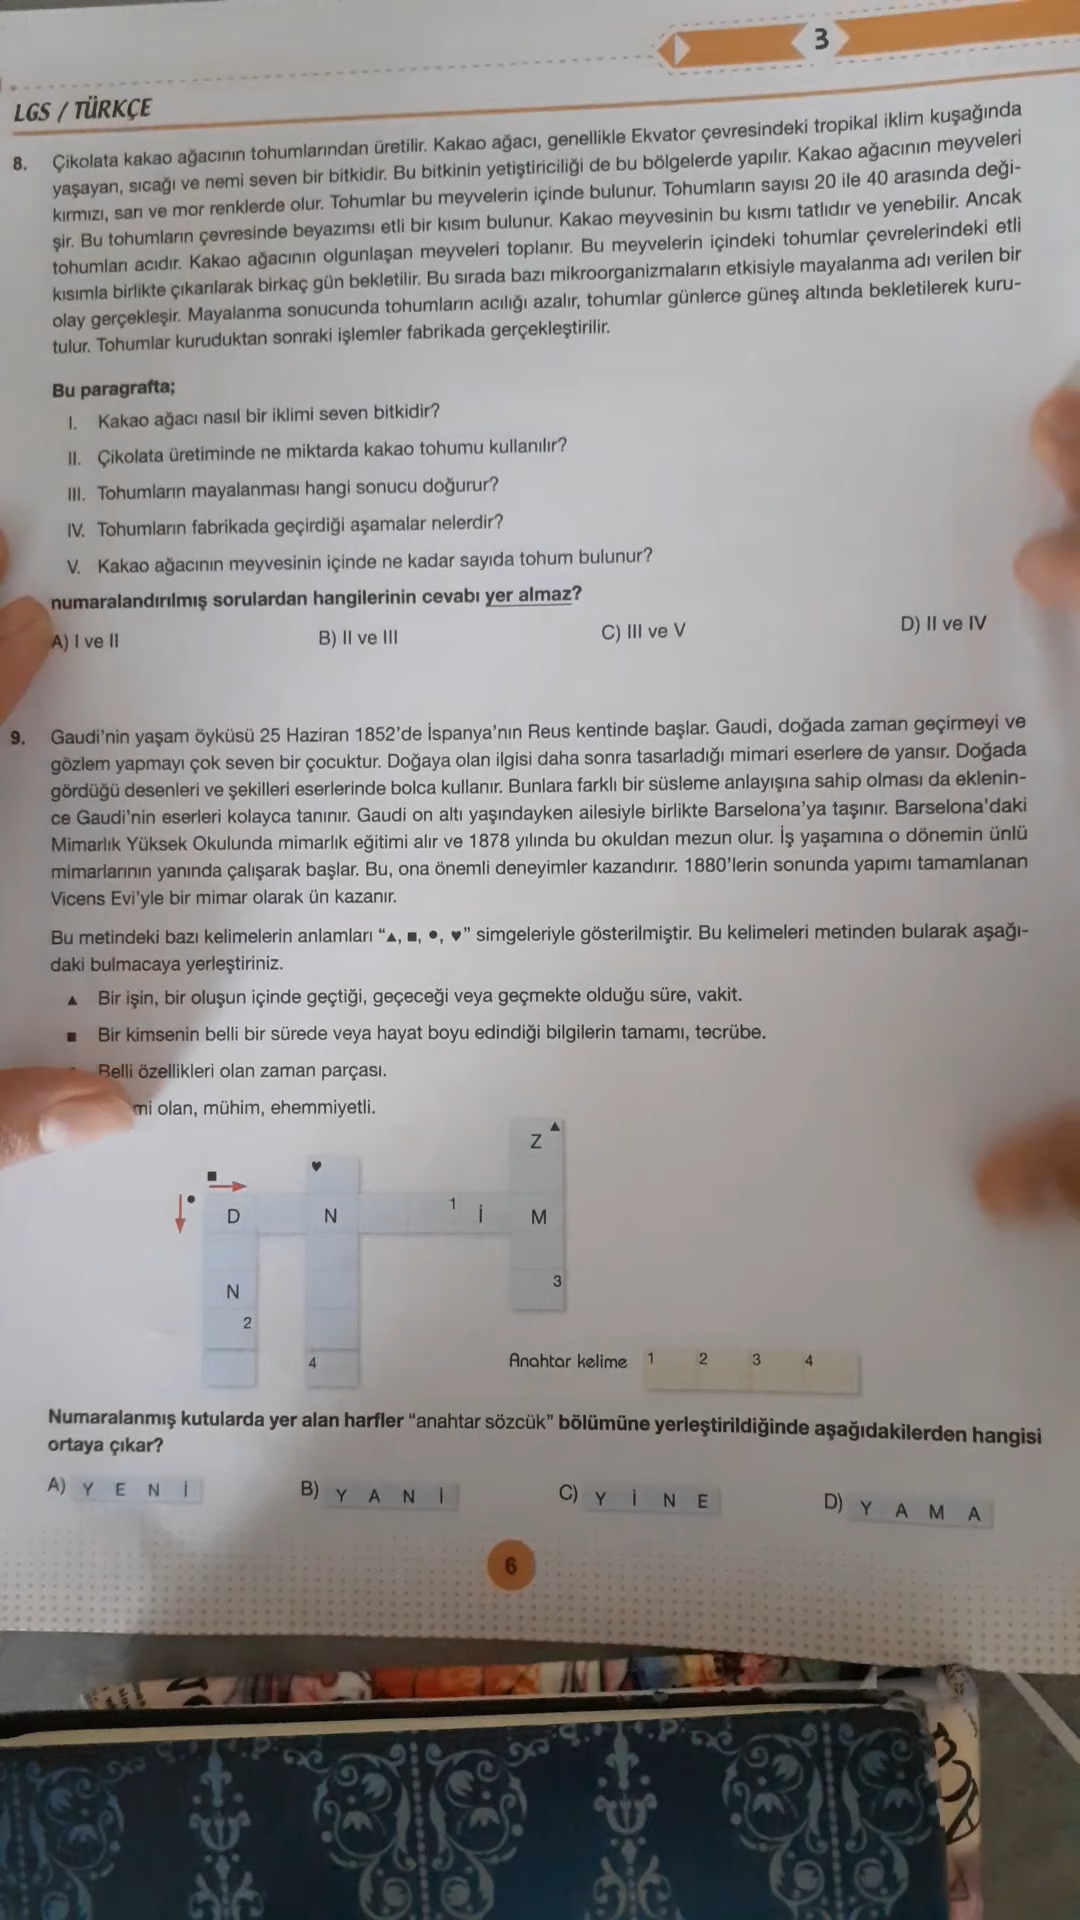 3
LGS / TÜRKÇE
8. Çikolata kakao ağacının tohumlarından üretilir. Kakao ağacı, genellikle Ekvator çevresindeki tropikal iklim kuşağında
yaşayan, sıcağı ve nemi seven bir bitkidir. Bu bitkinin yetiştiriciliği de bu bölgelerde yapılır. Kakao ağacının meyveleri
kırmızı, sarı ve mor renklerde olur. Tohumlar bu meyvelerin içinde bulunur. Tohumların sayısı 20 ile 40 arasında deği-
şir. Bu tohumların çevresinde beyazımsı etli bir kısım bulunur. Kakao meyvesinin bu kısmı tatlıdır ve yenebilir. Ancak
tohumları acıdır. Kakao ağacının olgunlaşan meyveleri toplanır. Bu meyvelerin içindeki tohumlar çevrelerindeki etli
kısımla birlikte çıkarılarak birkaç gün bekletilir. Bu sırada bazı mikroorganizmaların etkisiyle mayalanma adı verilen bir
olay gerçekleşir. Mayalanma sonucunda tohumların acılığı azalır, tohumlar günlerce güneş altında bekletilerek kuru-
tulur. Tohumlar kuruduktan sonraki işlemler fabrikada gerçekleştirilir.
Bu paragrafta;
I. Kakao ağacı nasıl bir iklimi seven bitkidir?
II. Çikolata üretiminde ne miktarda kakao tohumu kullanılır?
III. Tohumların mayalanması hangi sonucu doğurur?
IV. Tohumların fabrikada geçirdiği aşamalar nelerdir?
V. Kakao ağacının meyvesinin içinde ne kadar sayıda tohum bulunur?
numaralandırılmış sorulardan hangilerinin cevabı yer almaz?
A) I ve II B) II ve III C) III ve V D) II ve IV
9. Gaudi'nin yaşam öyküsü 25 Haziran 1852'de İspanya'nın Reus kentinde başlar. Gaudi, doğada zaman geçirmeyi ve
gözlem yapmayı çok seven bir çocuktur. Doğaya olan ilgisi daha sonra tasarladığı mimari eserlere de yansır. Doğada
gördüğü desenleri ve şekilleri eserlerinde bolca kullanır. Bunlara farklı bir süsleme anlayışına sahip olması da eklenin-
ce Gaudi'nin eserleri kolayca tanınır. Gaudi on altı yaşındayken ailesiyle birlikte Barselona'ya taşınır. Barselona'daki
Mimarlık Yüksek Okulunda mimarlık eğitimi alır ve 1878 yılında bu okuldan mezun olur. İş yaşamına o dönemin ünlü
mimarlarının yanında çalışarak başlar. Bu, ona önemli deneyimler kazandırır. 1880'lerin sonunda yapımı tamamlanan
Vicens Evi'yle bir mimar olarak ün kazanır.
Bu metindeki bazı kelimelerin anlamları "▲, ■, ●, ♥" simgeleriyle gösterilmiştir. Bu kelimeleri metinden bularak aşağı-
daki bulmacaya yerleştiriniz.
▲ Bir işin, bir oluşun içinde geçtiği, geçeceği veya geçmekte olduğu süre, vakit.
■ Bir kimsenin belli bir sürede veya hayat boyu edindiği bilgilerin tamamı, tecrübe.
Belli özellikleri olan zaman parçası.
mi olan, mühim, ehemmiyetli.
Z ▲
■ ♥
● D N 1 İ M
N 3
2
4
Anahtar kelime 1 2 3 4
Numaralanmış kutularda yer alan harfler "anahtar sözcük" bölümüne yerleştirildiğinde aşağıdakilerden hangisi
ortaya çıkar?
A) Y E N İ B) Y A N İ C) Y İ N E D) Y A M A
6